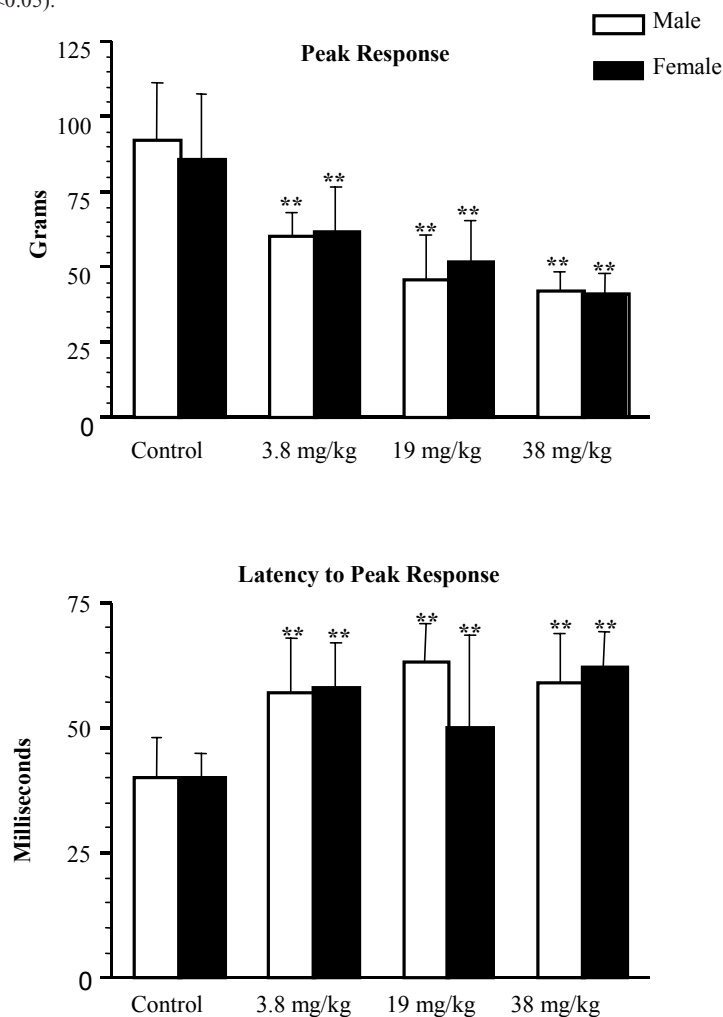 <0.05).
Male
Female
Peak Response
125
100
75
50
25
0
Grams
** ** ** ** ** **
Control 3.8 mg/kg 19 mg/kg 38 mg/kg
Latency to Peak Response
75
50
25
0
Milliseconds
** ** ** ** ** **
Control 3.8 mg/kg 19 mg/kg 38 mg/kg